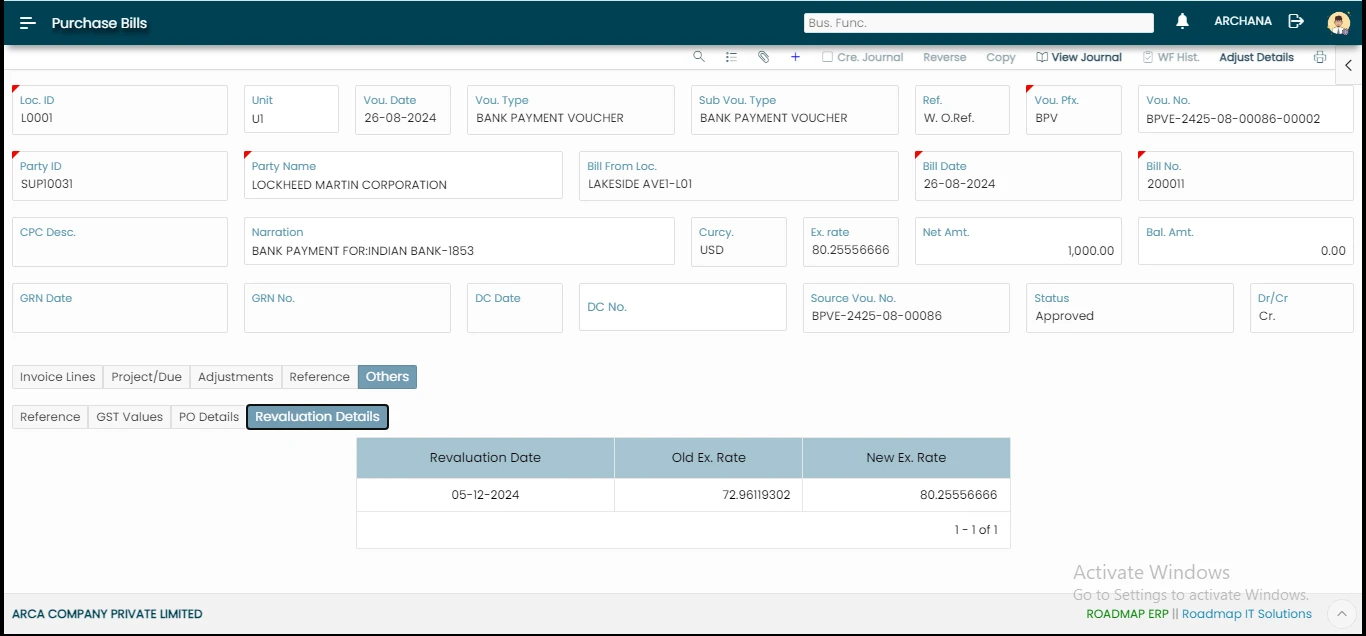 Purchase Bills
Bus. Func.
ARCHANA
Cre. Journal Reverse Copy View Journal WF Hist. Adjust Details
Loc. ID
L0001
Unit
U1
Vou. Date
26-08-2024
Vou. Type
BANK PAYMENT VOUCHER
Sub Vou. Type
BANK PAYMENT VOUCHER
Ref.
W. O.Ref.
Vou. Pfx.
BPV
Vou. No.
BPVE-2425-08-00086-00002
Party ID
SUP10031
Party Name
LOCKHEED MARTIN CORPORATION
Bill From Loc.
LAKESIDE AVE1-L01
Bill Date
26-08-2024
Bill No.
200011
CPC Desc.
Narration
BANK PAYMENT FOR:INDIAN BANK-1853
Curcy.
USD
Ex. rate
80.25556666
Net Amt.
1,000.00
Bal. Amt.
0.00
GRN Date
GRN No.
DC Date
DC No.
Source Vou. No.
BPVE-2425-08-00086
Status
Approved
Dr/Cr
Cr.
Invoice Lines Project/Due Adjustments Reference Others
Reference GST Values PO Details Revaluation Details
Revaluation Date Old Ex. Rate New Ex. Rate
05-12-2024 72.96119302 80.25556666
1 - 1 of 1
Activate Windows
Go to Settings to activate Windows.
ARCA COMPANY PRIVATE LIMITED
ROADMAP ERP || Roadmap IT Solutions